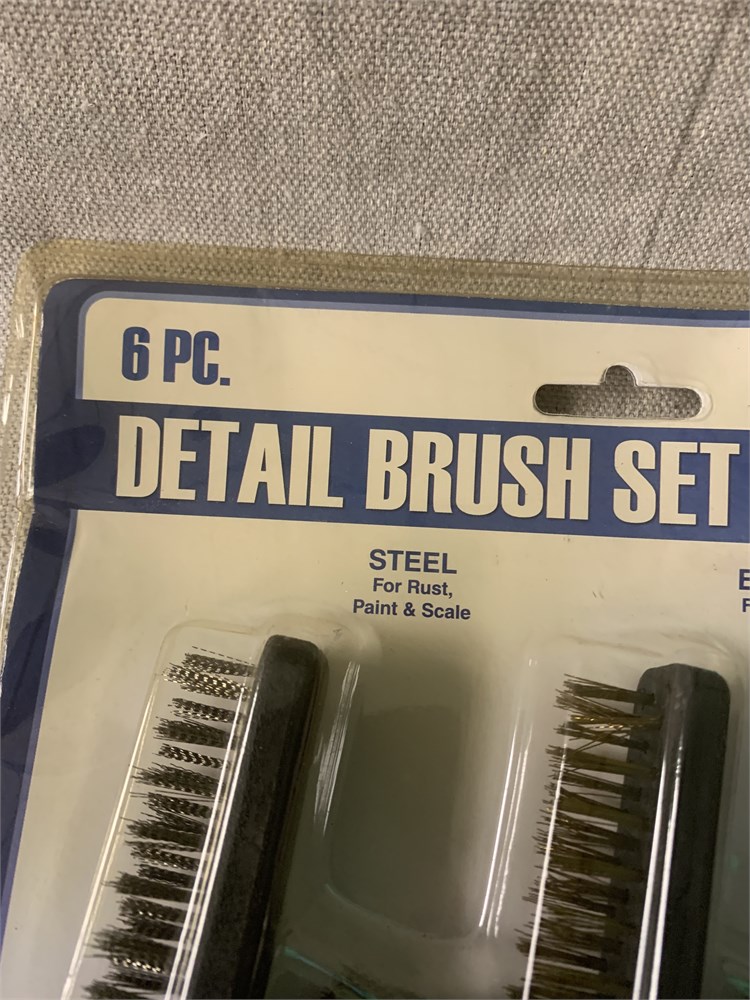 6 PC.
DETAIL BRUSH SET
STEEL
For Rust,
Paint & Scale